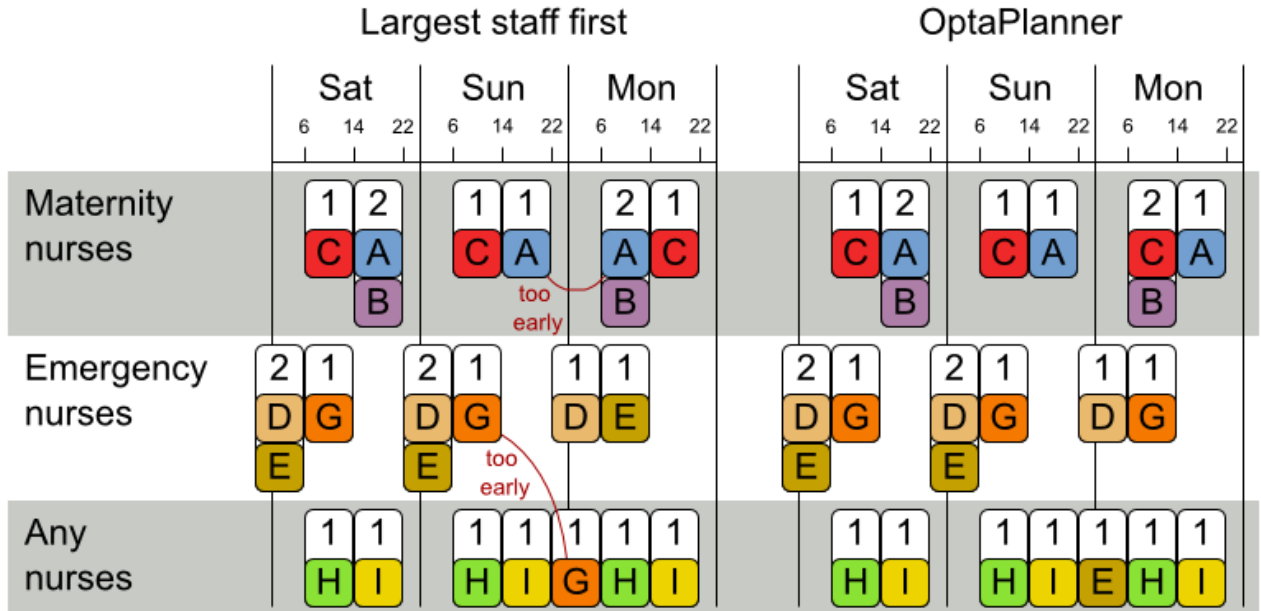 Largest staff first OptaPlanner
Sat Sun Mon Sat Sun Mon
6 14 22 6 14 22 6 14 22 6 14 22 6 14 22 6 14 22
Maternity
nurses
1 2 1 1 2 1 1 2 1 1 2 1
C A C A A C C A C A C A
B B B B
too
early
Emergency
nurses
2 1 2 1 1 1 2 1 2 1 1 1
D G D G D E D G D G D G
E E E E
too
early
Any
nurses
1 1 1 1 1 1 1 1 1 1 1 1 1 1
H I H I G H I H I H I E H I